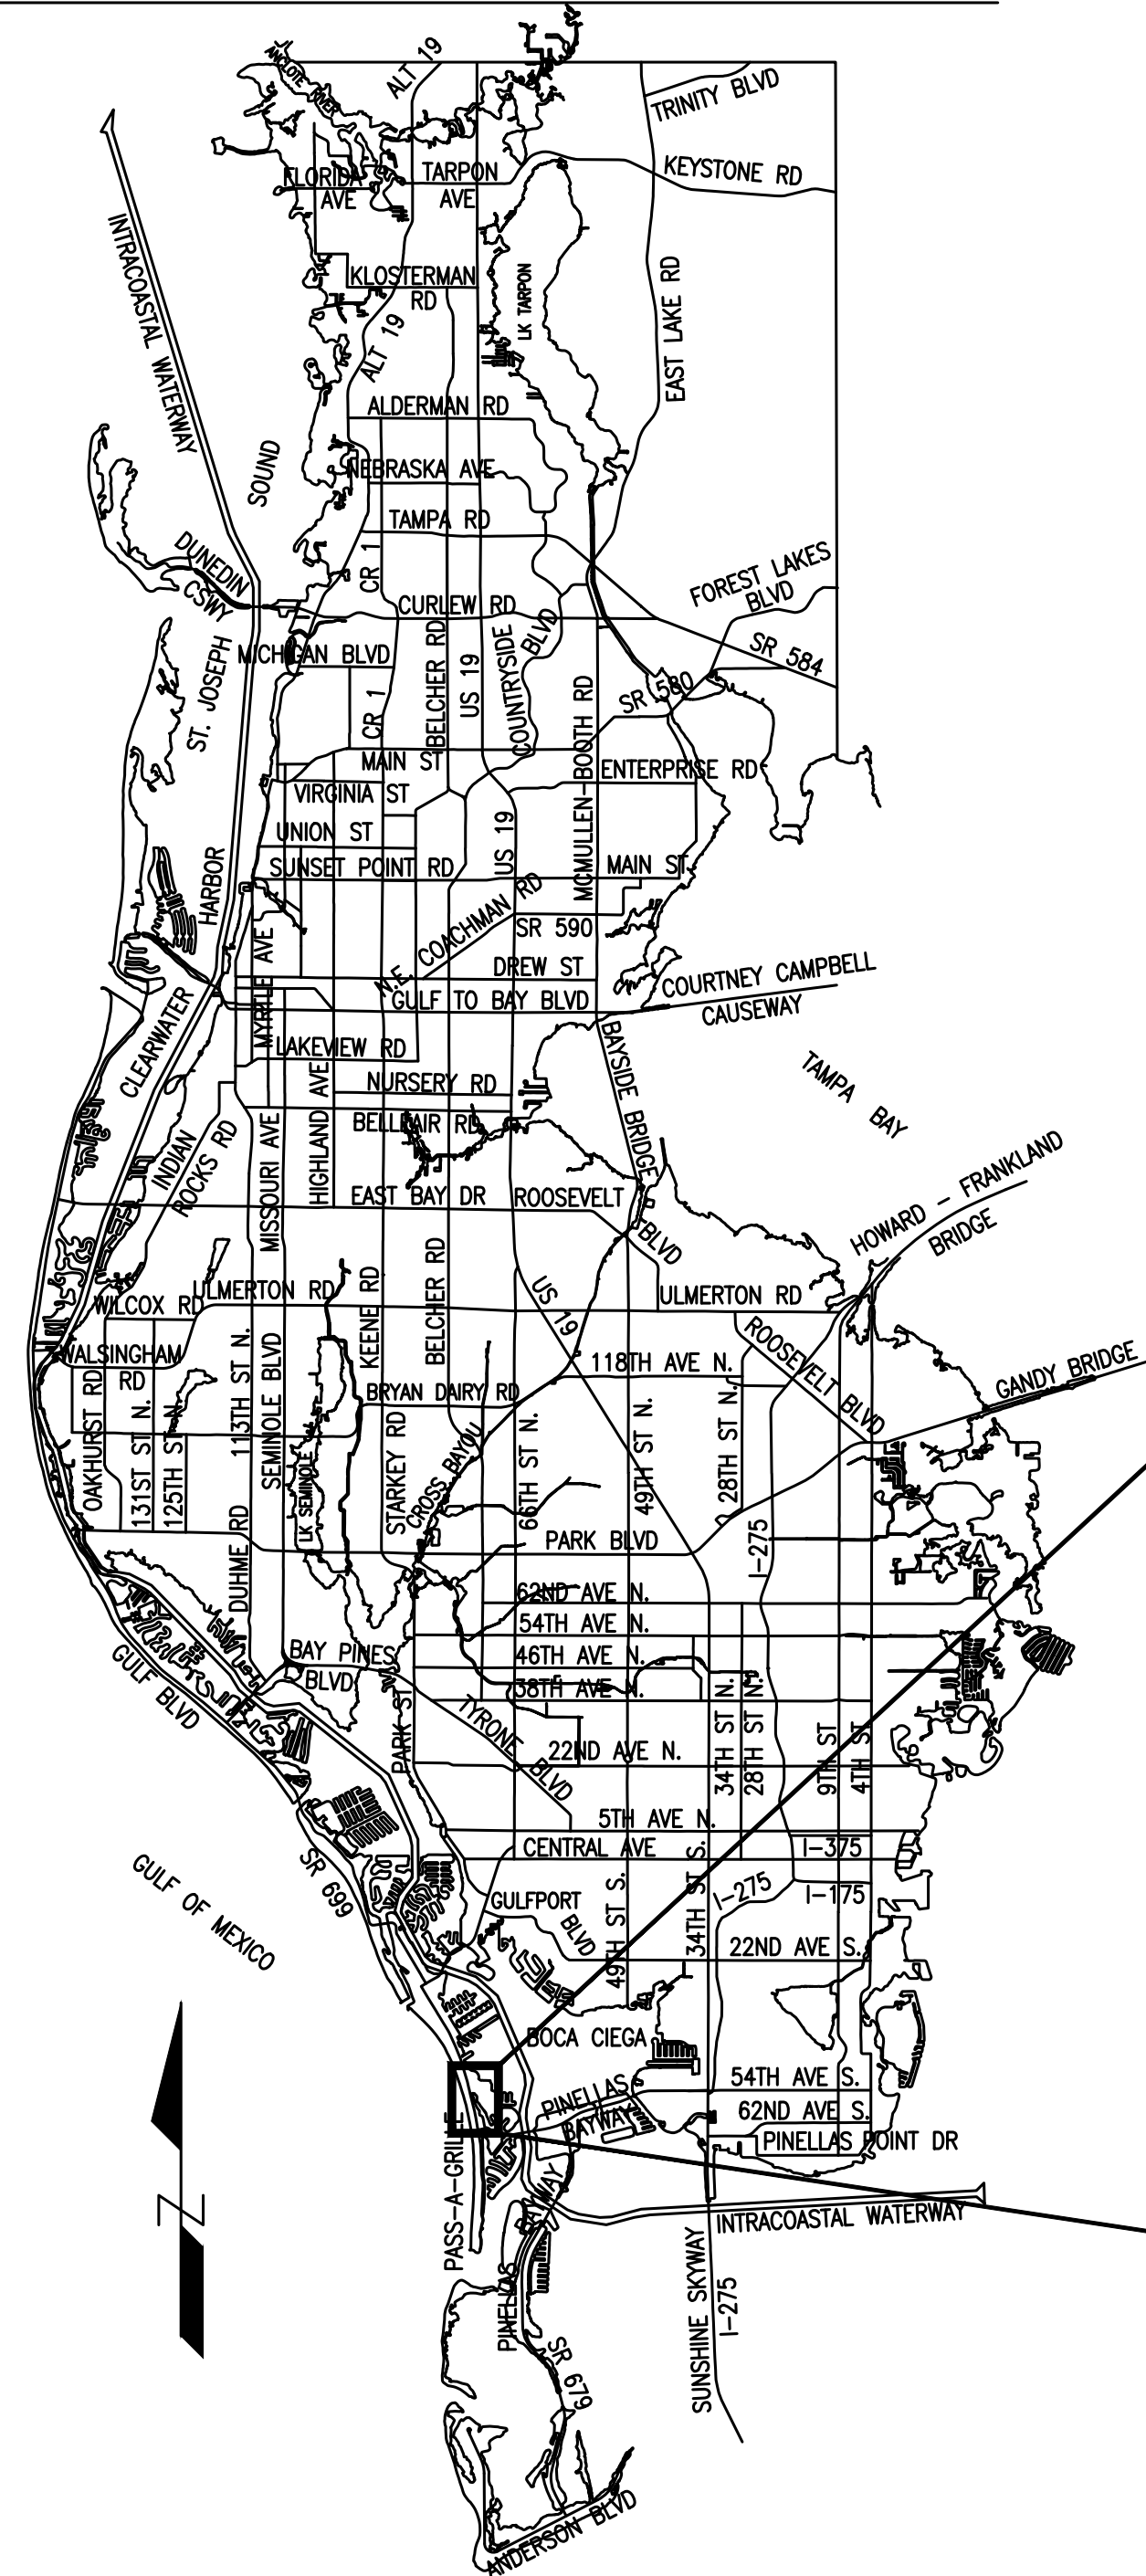 ANCLOTE RIVER
ALT 19
TRINITY BLVD
FLORIDA
AVE
TARPON
AVE
KEYSTONE RD
INTRACOASTAL WATERWAY
KLOSTERMAN
RD
LK TARPON
EAST LAKE RD
ALT 19
ALDERMAN RD
SOUND
NEBRASKA AVE
TAMPA RD
DUNEDIN
CSWY
CR 1
FOREST LAKES
BLVD
CURLEW RD
ST. JOSEPH
MICHIGAN BLVD
BELCHER RD
US 19
COUNTRYSIDE
BLVD
SR 584
SR 580
CR 1
MCMULLEN-BOOTH RD
MAIN ST
ENTERPRISE RD
VIRGINIA ST
UNION ST
US 19
SUNSET POINT RD
MAIN ST
HARBOR
N.E. COACHMAN RD
SR 590
MYRTLE AVE
DREW ST
COURTNEY CAMPBELL
CAUSEWAY
GULF TO BAY BLVD
CLEARWATER
LAKEVIEW RD
BAYSIDE BRIDGE
TAMPA BAY
NURSERY RD
HIGHLAND AVE
BELLEAIR RD
INDIAN
ROCKS RD
MISSOURI AVE
EAST BAY DR
ROOSEVELT
BLVD
HOWARD - FRANKLAND
BRIDGE
WILCOX RD
ULMERTON RD
KEENE RD
BELCHER RD
US 19
ULMERTON RD
WALSINGHAM
RD
113TH ST N.
SEMINOLE BLVD
118TH AVE N.
ROOSEVELT BLVD
GANDY BRIDGE
BRYAN DAIRY RD
OAKHURST RD
131ST ST N.
125TH ST N.
LK SEMINOLE
STARKEY RD
CROSS BAYOU
66TH ST N.
49TH ST N.
28TH ST N.
I-275
PARK BLVD
DUHME RD
62ND AVE N.
54TH AVE N.
GULF BLVD
BAY PINES
BLVD
46TH AVE N.
38TH AVE N.
PARK ST
TYRONE BLVD
22ND AVE N.
34TH ST N.
28TH ST N.
9TH ST
4TH ST
5TH AVE N.
CENTRAL AVE
I-375
GULF OF MEXICO
SR 699
GULFPORT
BLVD
49TH ST S.
34TH ST S.
I-275
I-175
22ND AVE S.
BOCA CIEGA
54TH AVE S.
PINELLAS
BAYWAY
62ND AVE S.
PINELLAS POINT DR
PASS-A-GRILLE
N
INTRACOASTAL WATERWAY
PINELLAS
BAYWAY
SUNSHINE SKYWAY
I-275
SR 679
ANDERSON BLVD